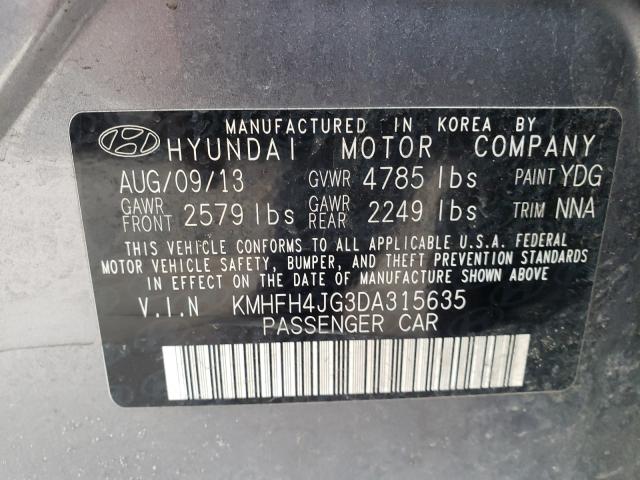 MANUFACTURED IN KOREA BY
HYUNDAI MOTOR COMPANY
AUG/09/13 GVWR 4785 lbs PAINT YDG
GAWR FRONT 2579 lbs GAWR REAR 2249 lbs TRIM NNA
THIS VEHICLE CONFORMS TO ALL APPLICABLE U.S.A. FEDERAL
MOTOR VEHICLE SAFETY, BUMPER, AND THEFT PREVENTION STANDARDS
IN EFFECT ON THE DATE OF MANUFACTURE SHOWN ABOVE.
V.I.N KMHFH4JG3DA315635
PASSENGER CAR